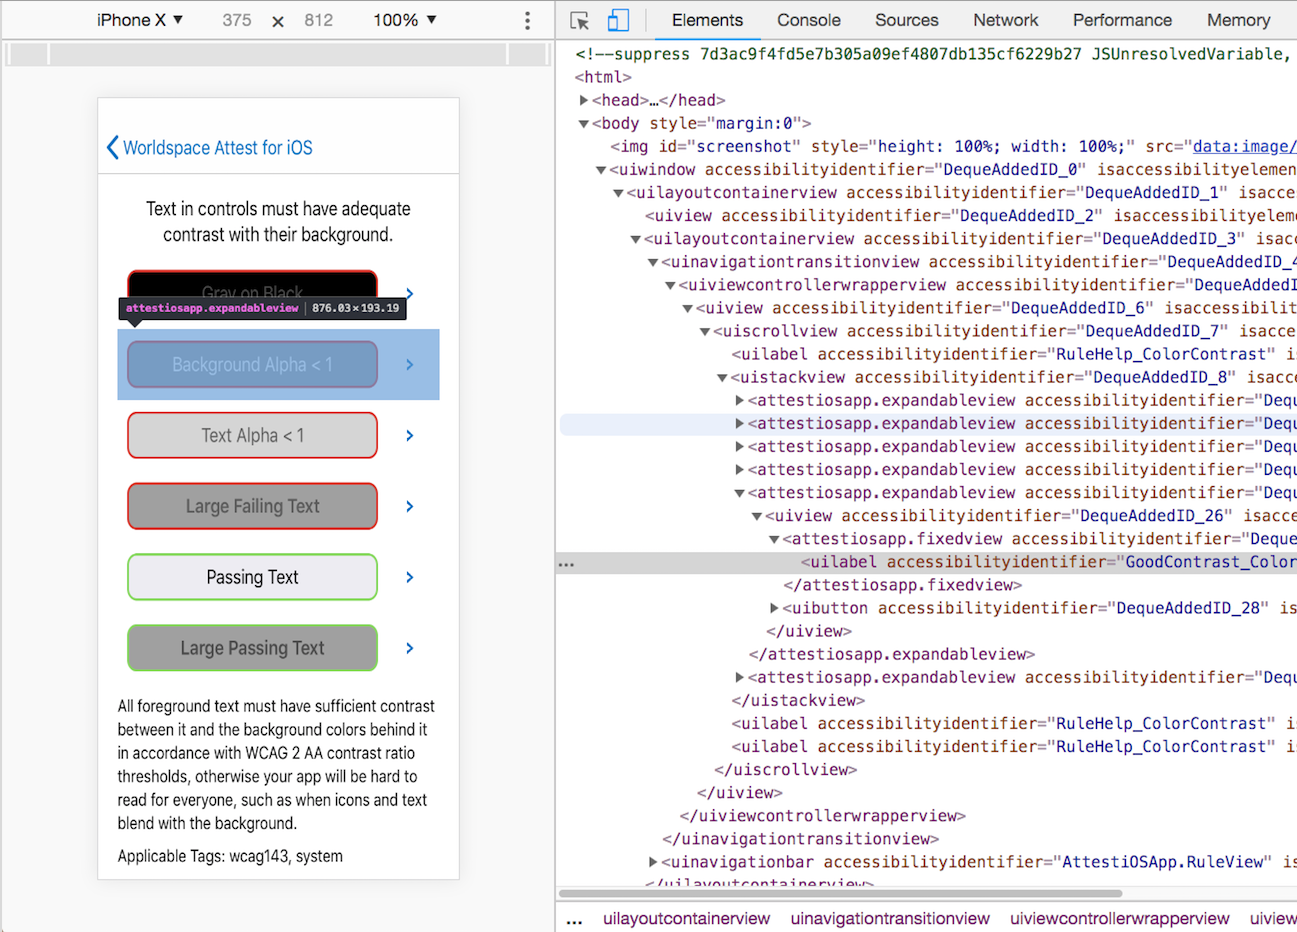 iPhone X ▼ 375 × 812 100% ▼
Elements Console Sources Network Performance Memory
Worldspace Attest for iOS
Text in controls must have adequate
contrast with their background.
Gray on Black
attestiosapp.expandableview | 876.03×193.19
Background Alpha < 1
Text Alpha < 1
Large Failing Text
Passing Text
Large Passing Text
All foreground text must have sufficient contrast
between it and the background colors behind it
in accordance with WCAG 2 AA contrast ratio
thresholds, otherwise your app will be hard to
read for everyone, such as when icons and text
blend with the background.
Applicable Tags: wcag143, system
<!--suppress 7d3ac9f4fd5e7b305a09ef4807db135cf6229b27 JSUnresolvedVariable,
<html>
▶<head>…</head>
▼<body style="margin:0">
<img id="screenshot" style="height: 100%; width: 100%;" src="data:image/
▼<uiwindow accessibilityidentifier="DequeAddedID_0" isaccessibilityelemen
▼<uilayoutcontainerview accessibilityidentifier="DequeAddedID_1" isacces
<uiview accessibilityidentifier="DequeAddedID_2" isaccessibilityeleme
▼<uilayoutcontainerview accessibilityidentifier="DequeAddedID_3" isacc
▼<uinavigationtransitionview accessibilityidentifier="DequeAddedID_4
▼<uiviewcontrollerwrapperview accessibilityidentifier="DequeAddedI
▼<uiview accessibilityidentifier="DequeAddedID_6" isaccessibilit
▼<uiscrollview accessibilityidentifier="DequeAddedID_7" isacce
<uilabel accessibilityidentifier="RuleHelp_ColorContrast" i
▼<uistackview accessibilityidentifier="DequeAddedID_8" isacc
▶<attestiosapp.expandableview accessibilityidentifier="Dequ
▶<attestiosapp.expandableview accessibilityidentifier="Dequ
▶<attestiosapp.expandableview accessibilityidentifier="Dequ
▶<attestiosapp.expandableview accessibilityidentifier="Dequ
▼<attestiosapp.expandableview accessibilityidentifier="Dequ
▼<uiview accessibilityidentifier="DequeAddedID_26" isacce
▼<attestiosapp.fixedview accessibilityidentifier="Deque
… <uilabel accessibilityidentifier="GoodContrast_Color
</attestiosapp.fixedview>
▶<uibutton accessibilityidentifier="DequeAddedID_28" is
</uiview>
</attestiosapp.expandableview>
▶<attestiosapp.expandableview accessibilityidentifier="Dequ
</uistackview>
<uilabel accessibilityidentifier="RuleHelp_ColorContrast" i
<uilabel accessibilityidentifier="RuleHelp_ColorContrast" i
</uiscrollview>
</uiview>
</uiviewcontrollerwrapperview>
</uinavigationtransitionview>
▶<uinavigationbar accessibilityidentifier="AttestiOSApp.RuleView" is
</uilayoutcontainerview>
… uilayoutcontainerview uinavigationtransitionview uiviewcontrollerwrapperview uiview